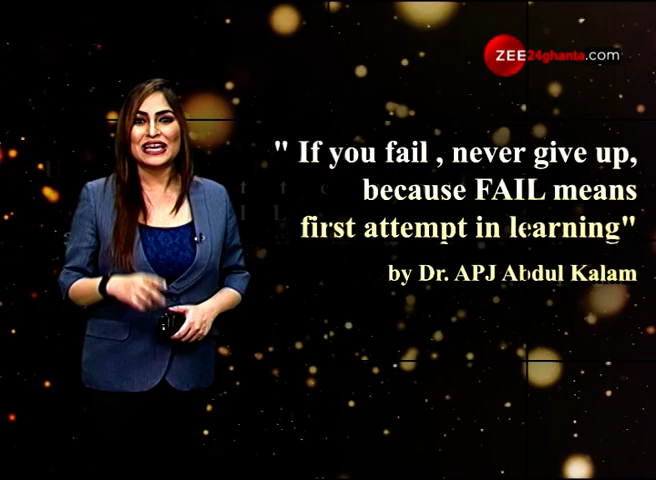 ZEE24ghanta.com
" If you fail , never give up,
because FAIL means
first attempt in learning"
by Dr. APJ Abdul Kalam